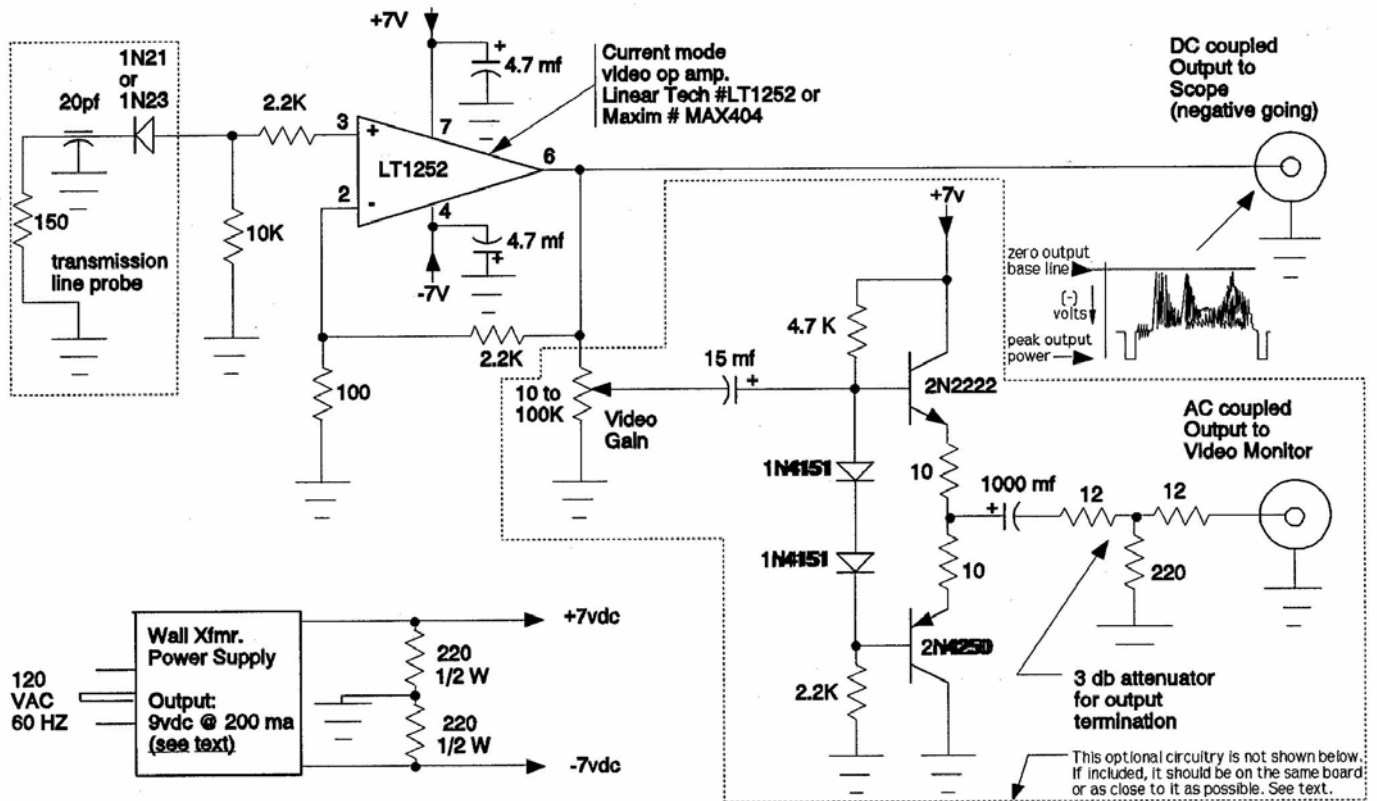 +7V
1N21
or
1N23
20pf
2.2K
150
transmission
line probe
10K
4.7 mf
Current mode
video op amp.
Linear Tech #LT1252 or
Maxim # MAX404
3
+
7
LT1252
6
2
-
4
4.7 mf
+
+
-7V
2.2K
100
10 to
100K
Video
Gain
15 mf
+
DC coupled
Output to
Scope
(negative going)
zero output
base line
(-)
volts
peak output
power
+7v
4.7 K
2N2222
1N4151
1N4151
10
10
2N4250
2.2K
1000 mf
+
12
12
220
AC coupled
Output to
Video Monitor
3 db attenuator
for output
termination
This optional circuitry is not shown below.
If included, it should be on the same board
or as close to it as possible. See text.
120
VAC
60 HZ
Wall Xfmr.
Power Supply
Output:
9vdc @ 200 ma
(see text)
220
1/2 W
220
1/2 W
+7vdc
-7vdc